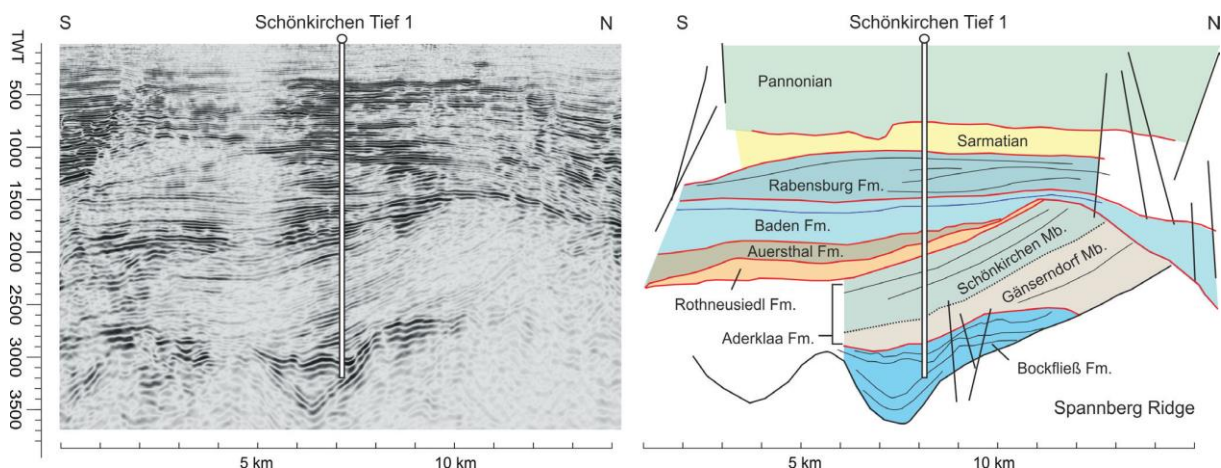 S
Schönkirchen Tief 1
N
TWT
500
1000
1500
2000
2500
3000
3500
5 km
10 km
S
Schönkirchen Tief 1
N
Pannonian
Sarmatian
Rabensburg Fm.
Baden Fm.
Auersthal Fm.
Schönkirchen Mb.
Gänserndorf Mb.
Rothneusiedl Fm.
Aderklaa Fm.
Bockfließ Fm.
Spannberg Ridge
5 km
10 km